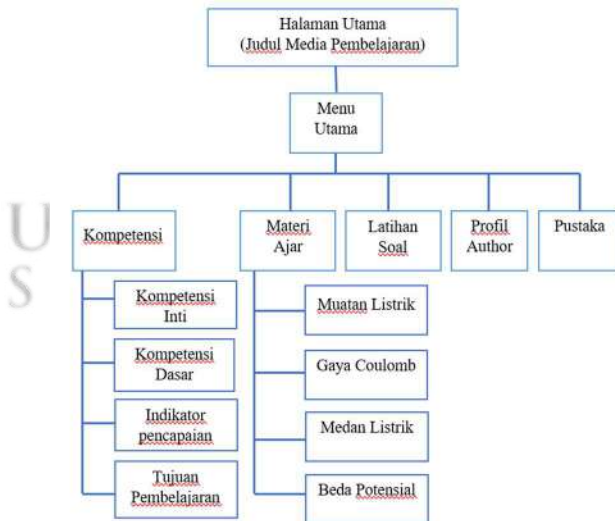 Halaman Utama
(Judul Media Pembelajaran)
Menu
Utama
Kompetensi
Materi
Ajar
Latihan
Soal
Profil
Author
Pustaka
U
S
Kompetensi
Inti
Kompetensi
Dasar
Indikator
pencapaian
Tujuan
Pembelajaran
Muatan Listrik
Gaya Coulomb
Medan Listrik
Beda Potensial